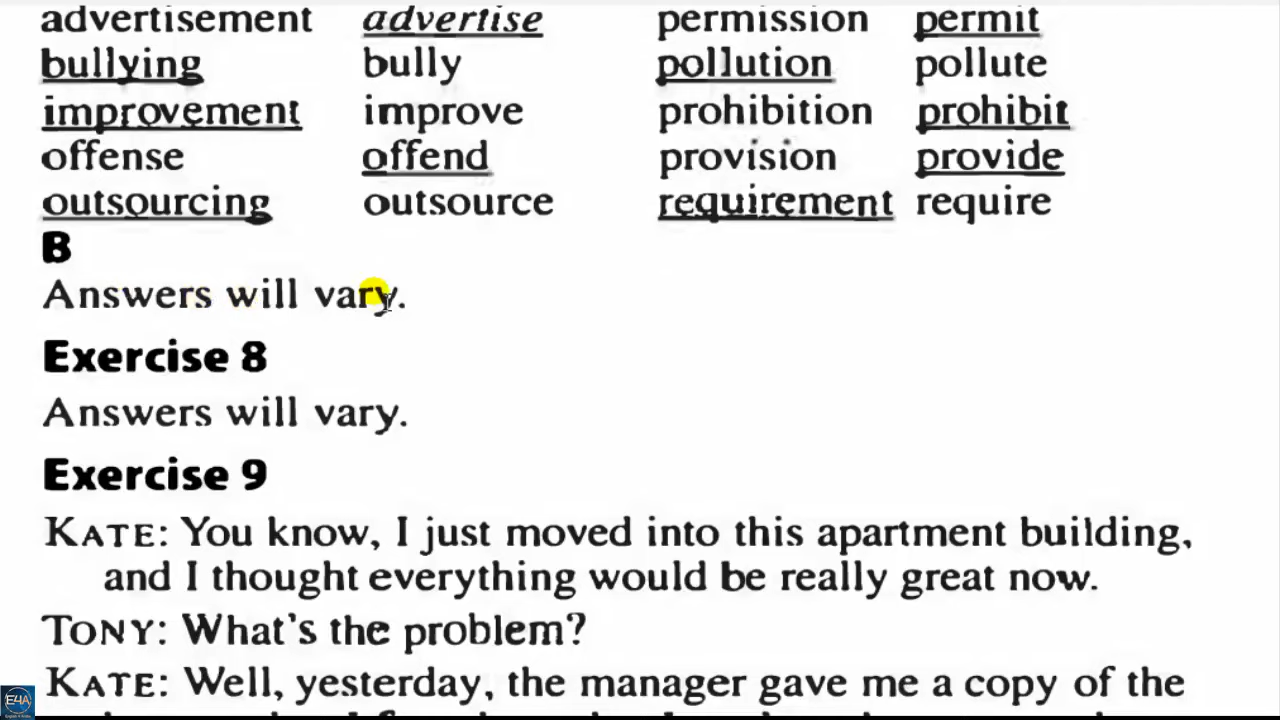 advertisement advertise permission permit
bullying bully pollution pollute
improvement improve prohibition prohibit
offense offend provision provide
outsourcing outsource requirement require
B
Answers will vary.
Exercise 8
Answers will vary.
Exercise 9
KATE: You know, I just moved into this apartment building,
and I thought everything would be really great now.
TONY: What's the problem?
KATE: Well, yesterday, the manager gave me a copy of the
E4A